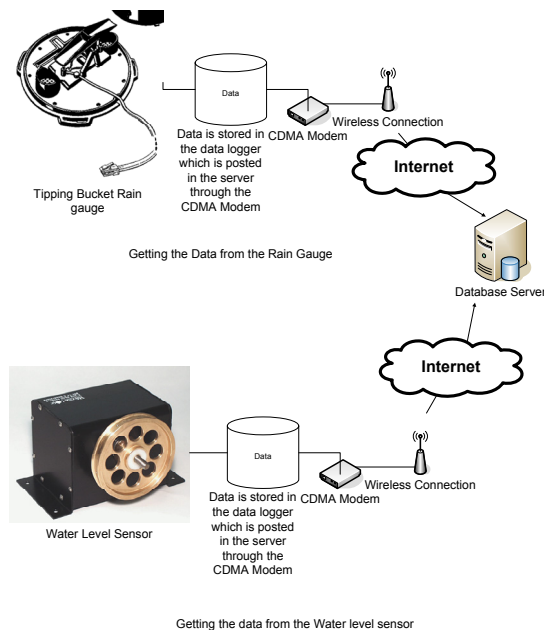 Data
Data is stored in
the data logger
which is posted
in the server
through the
CDMA Modem
CDMA Modem
Wireless Connection
Internet
Tipping Bucket Rain
gauge
Getting the Data from the Rain Gauge
Database Server
Internet
Data
Data is stored in
the data logger
which is posted
in the server
through the
CDMA Modem
CDMA Modem
Wireless Connection
Water Level Sensor
Getting the data from the Water level sensor